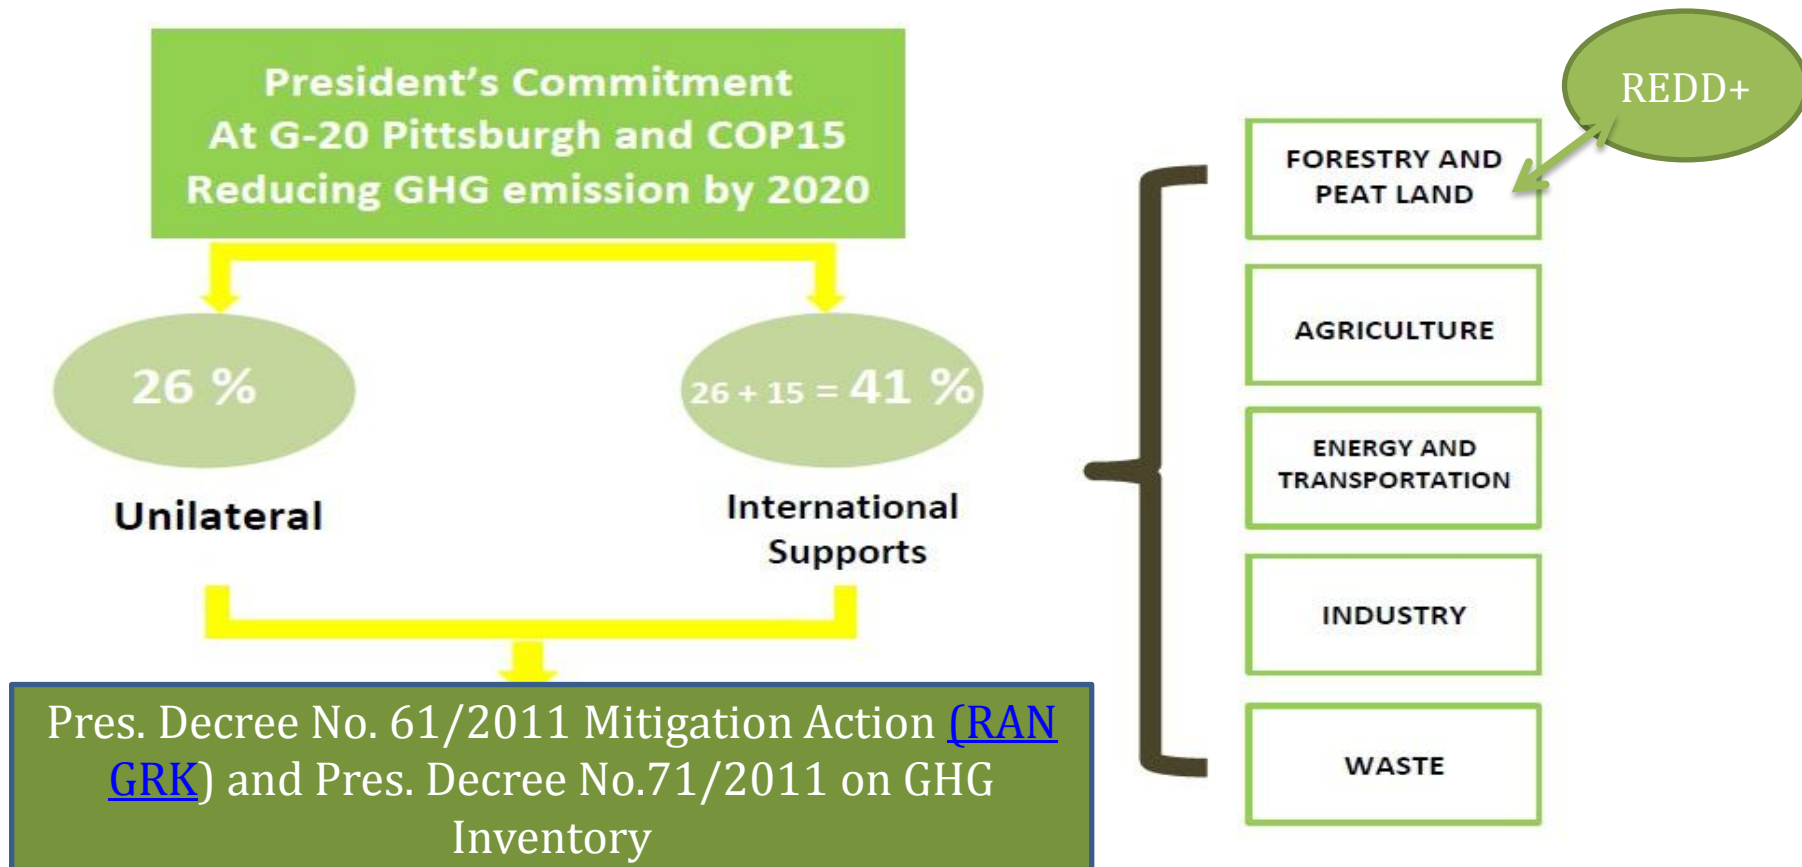 President's Commitment
At G-20 Pittsburgh and COP15
Reducing GHG emission by 2020
26 %
Unilateral
26 + 15 = 41 %
International
Supports
Pres. Decree No. 61/2011 Mitigation Action (RAN
GRK) and Pres. Decree No.71/2011 on GHG
Inventory
REDD+
FORESTRY AND
PEAT LAND
AGRICULTURE
ENERGY AND
TRANSPORTATION
INDUSTRY
WASTE